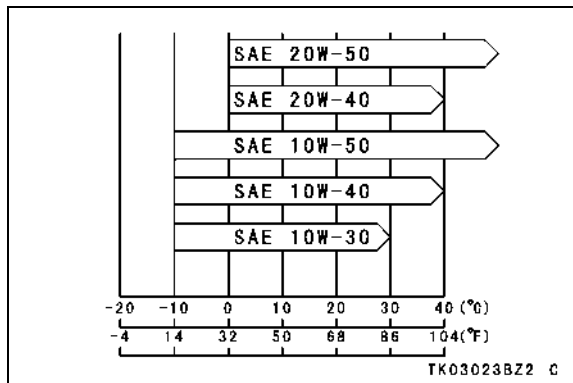 SAE 20W-50
SAE 20W-40
SAE 10W-50
SAE 10W-40
SAE 10W-30
-20 -10 0 10 20 30 40 (°C)
-4 14 32 50 68 86 104(°F)
TK03023BZ2 C